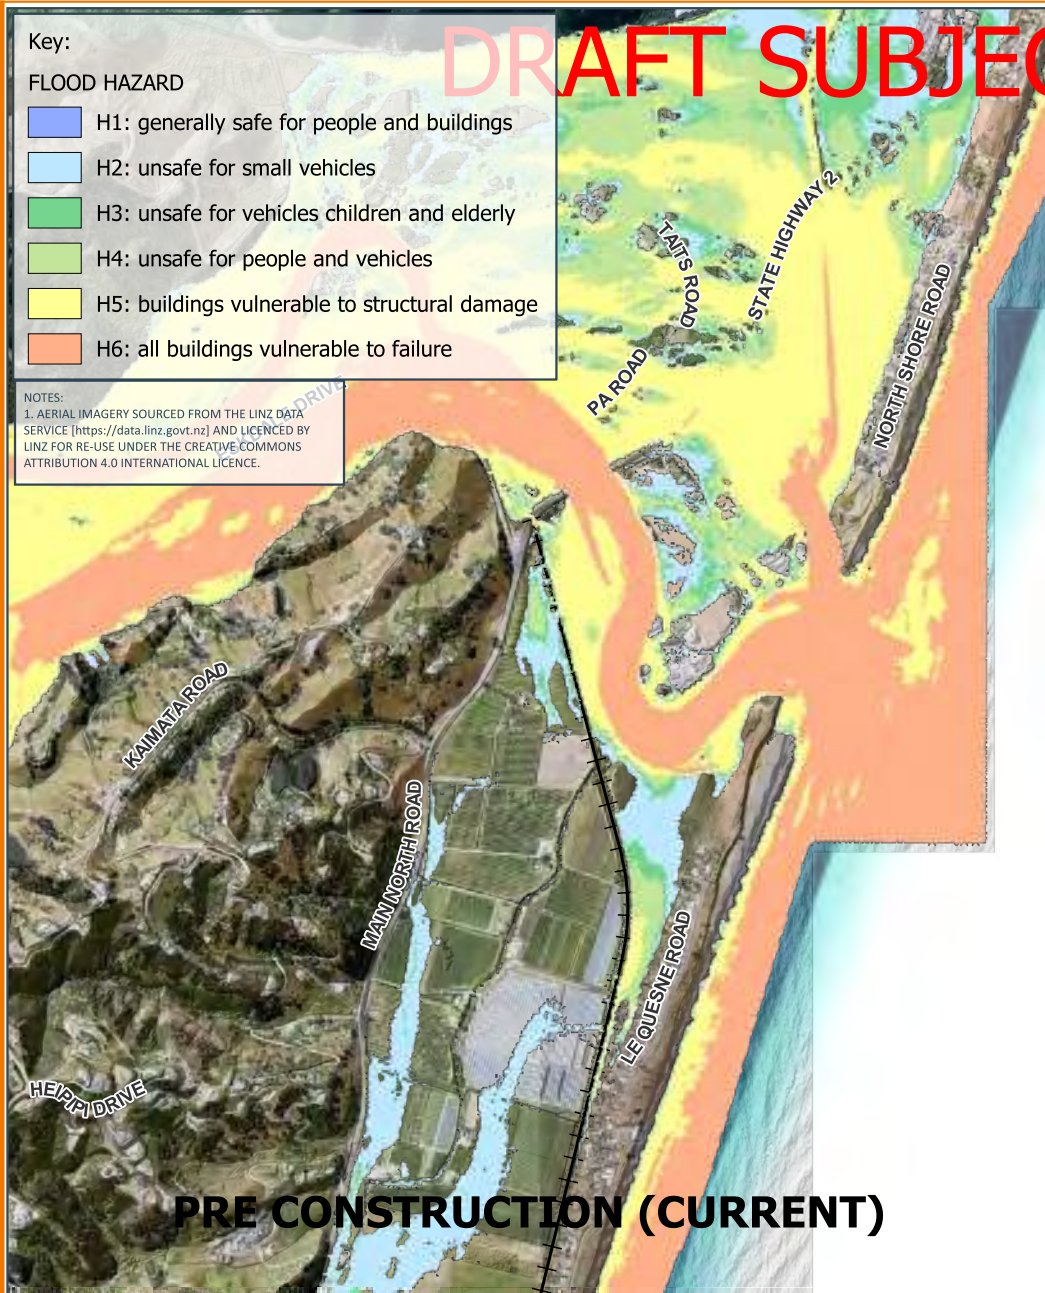 DRAFT SUBJEC
Key:
FLOOD HAZARD
H1: generally safe for people and buildings
H2: unsafe for small vehicles
H3: unsafe for vehicles children and elderly
H4: unsafe for people and vehicles
H5: buildings vulnerable to structural damage
H6: all buildings vulnerable to failure
NOTES:
1. AERIAL IMAGERY SOURCED FROM THE LINZ DATA
SERVICE [https://data.linz.govt.nz] AND LICENCED BY
LINZ FOR RE-USE UNDER THE CREATIVE COMMONS
ATTRIBUTION 4.0 INTERNATIONAL LICENCE.
ESKDALE DRIVE
STATE HIGHWAY 2
TAITS ROAD
PA ROAD
NORTH SHORE ROAD
KAIMATA ROAD
MAIN NORTH ROAD
LE QUESNE ROAD
HEIPIPI DRIVE
PRE CONSTRUCTION (CURRENT)